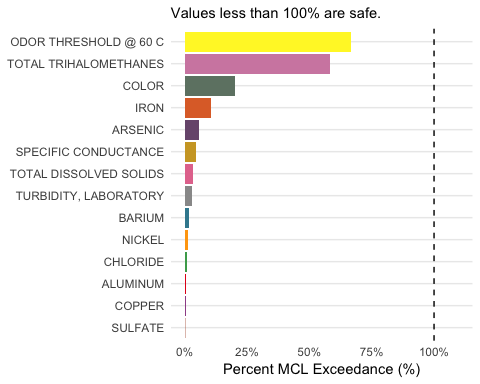 Values less than 100% are safe.
ODOR THRESHOLD @ 60 C
TOTAL TRIHALOMETHANES
COLOR
IRON
ARSENIC
SPECIFIC CONDUCTANCE
TOTAL DISSOLVED SOLIDS
TURBIDITY, LABORATORY
BARIUM
NICKEL
CHLORIDE
ALUMINUM
COPPER
SULFATE
0% 25% 50% 75% 100%
Percent MCL Exceedance (%)